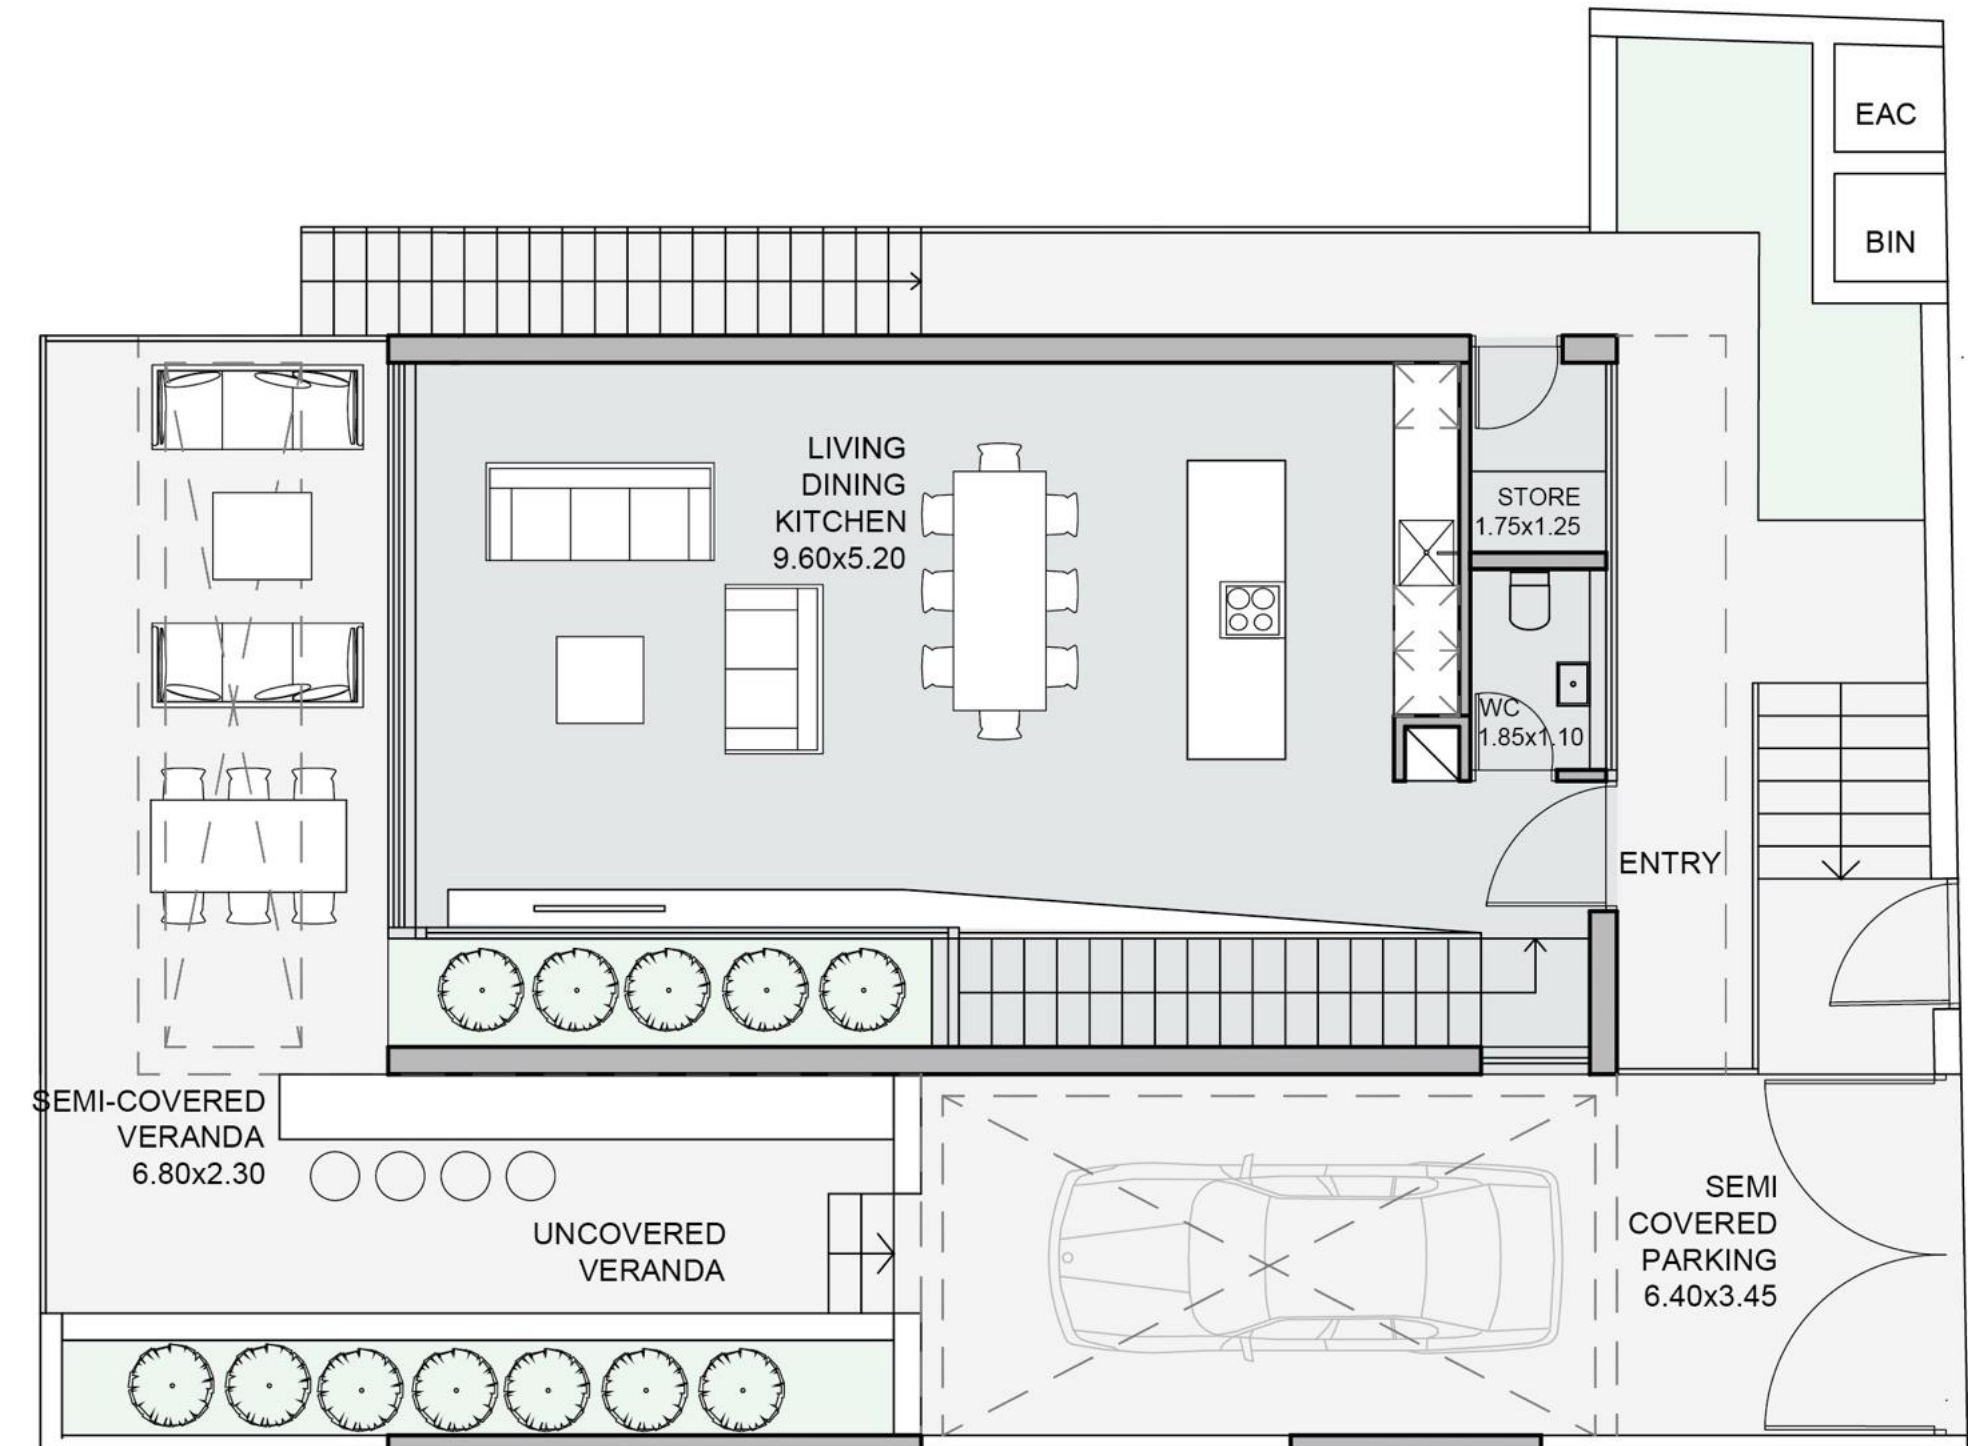 EAC
BIN
LIVING
DINING
KITCHEN
9.60x5.20
STORE
1.75x1.25
WC
1.85x1.10
ENTRY
SEMI-COVERED
VERANDA
6.80x2.30
UNCOVERED
VERANDA
SEMI
COVERED
PARKING
6.40x3.45